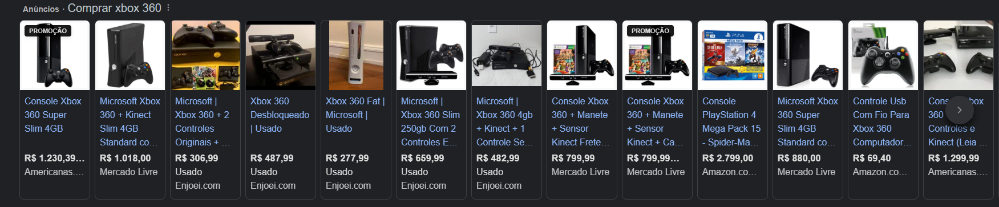 Anúncios · Comprar xbox 360
PROMOÇÃO
Console Xbox
360 Super
Slim 4GB
R$ 1.230,39...
Americanas....
Microsoft Xbox
360 + Kinect
Slim 4GB
Standard co...
R$ 1.018,00
Mercado Livre
XBOX 360
Microsoft |
Xbox 360 + 2
Controles
Originais + ...
R$ 306,99
Usado
Enjoei.com
Xbox 360
Desbloqueado
| Usado
R$ 487,99
Usado
Enjoei.com
Xbox 360 Fat |
Microsoft |
Usado
R$ 277,99
Usado
Enjoei.com
Microsoft |
Xbox 360 Slim
250gb Com 2
Controles E...
R$ 659,99
Usado
Enjoei.com
Microsoft |
Xbox 360 4gb
+ Kinect + 1
Controle Se...
R$ 482,99
Usado
Enjoei.com
Console Xbox
360 + Manete
+ Sensor
Kinect Frete...
R$ 799,99
Mercado Livre
PROMOÇÃO
Console Xbox
360 + Manete
+ Sensor
Kinect + Ca...
R$ 799,99...
Mercado Livre
PS4
MEGA PACK
SPIDER-MAN
Console
PlayStation 4
Mega Pack 15
- Spider-Ma...
R$ 2.799,00
Amazon.co...
Microsoft Xbox
360 Super
Slim 4GB
Standard co...
R$ 880,00
Mercado Livre
Controle Usb
Com Fio Para
Xbox 360
Computador...
R$ 69,40
Amazon.co...
360
Controles e
Kinect (Leia ...
R$ 1.299,99
Americanas....